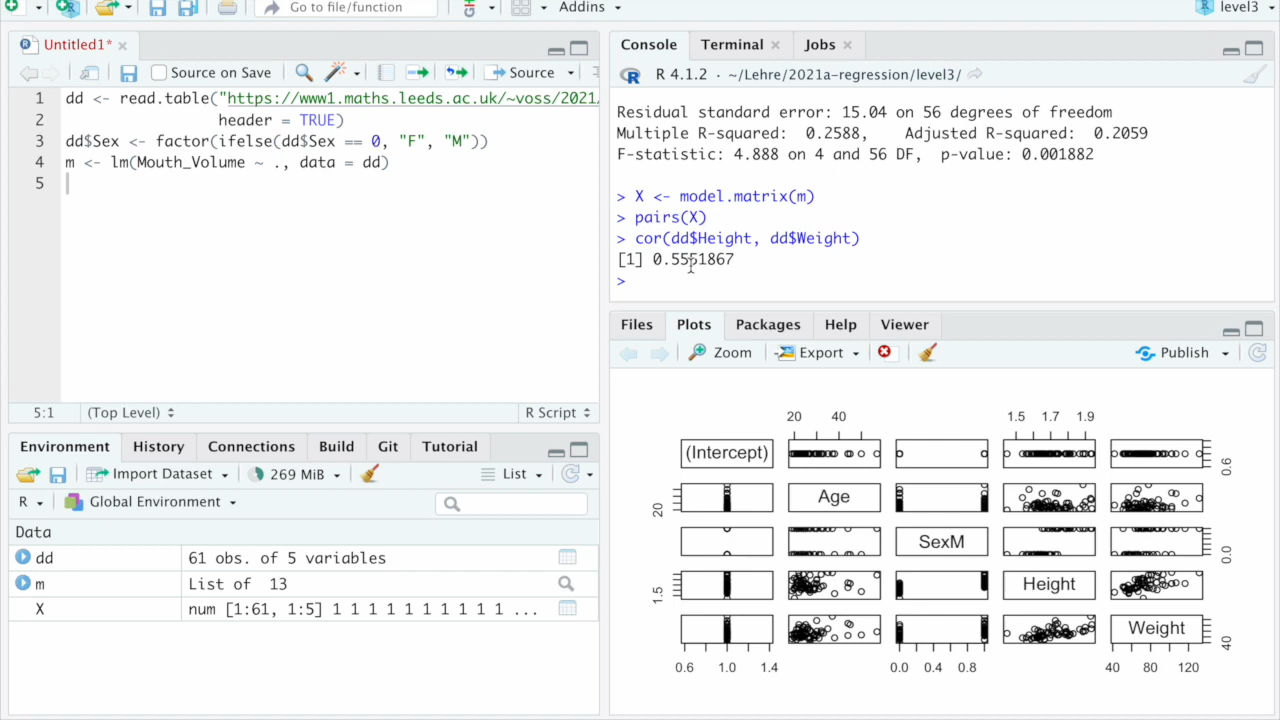 Go to file/function
Addins
level3
Untitled1*
Source on Save
Source
1 dd <- read.table("https://www1.maths.leeds.ac.uk/~voss/2021/
2 header = TRUE)
3 dd$Sex <- factor(ifelse(dd$Sex == 0, "F", "M"))
4 m <- lm(Mouth_Volume ~ ., data = dd)
5
5:1 (Top Level) R Script
Console Terminal Jobs
R 4.1.2 · ~/Lehre/2021a-regression/level3/
Residual standard error: 15.04 on 56 degrees of freedom
Multiple R-squared:  0.2588,    Adjusted R-squared:  0.2059
F-statistic: 4.888 on 4 and 56 DF,  p-value: 0.001882
> X <- model.matrix(m)
> pairs(X)
> cor(dd$Height, dd$Weight)
[1] 0.5551867
>
Environment History Connections Build Git Tutorial
Import Dataset 269 MiB List
R Global Environment
Data
dd 61 obs. of 5 variables
m List of  13
X num [1:61, 1:5] 1 1 1 1 1 1 1 1 1 1 ...
Files Plots Packages Help Viewer
Zoom Export Publish
20 40 1.5 1.7 1.9
(Intercept) 0.6
20 Age
SexM 0.0
1.5 Height
Weight 40
0.6 1.0 1.4 0.0 0.4 0.8 40 80 120